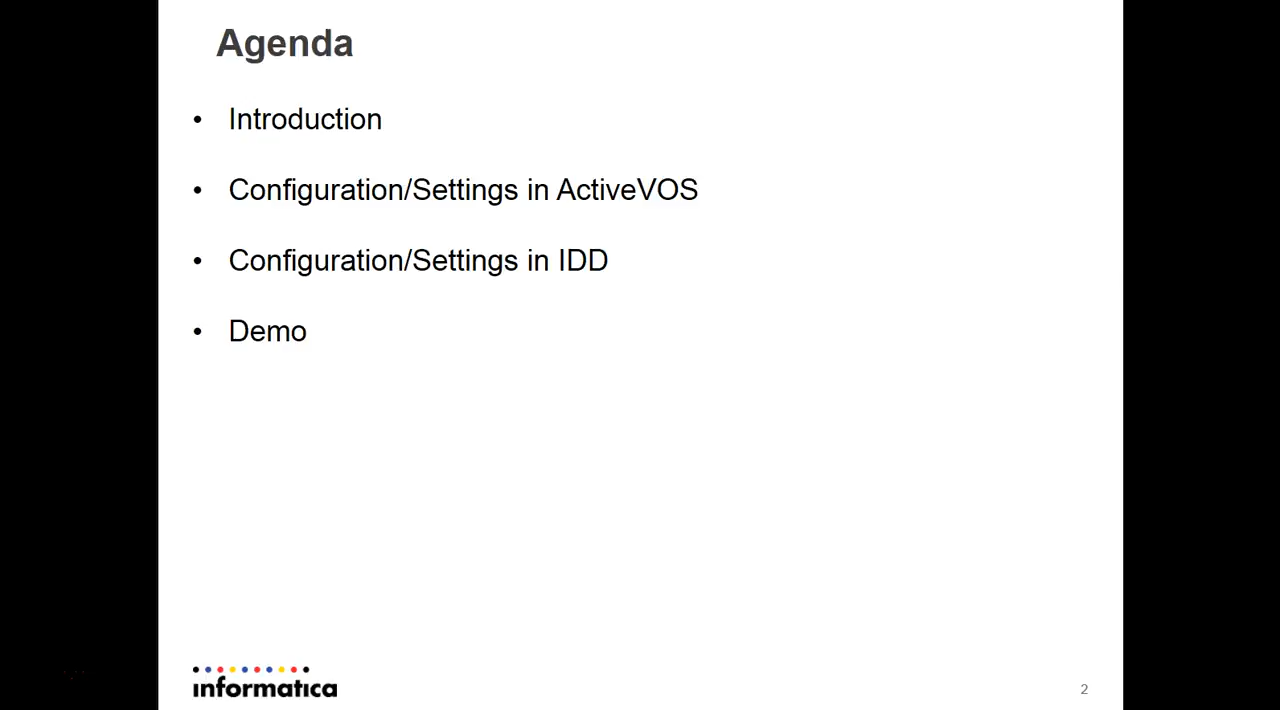 Agenda
• Introduction
• Configuration/Settings in ActiveVOS
• Configuration/Settings in IDD
• Demo
informatica
2